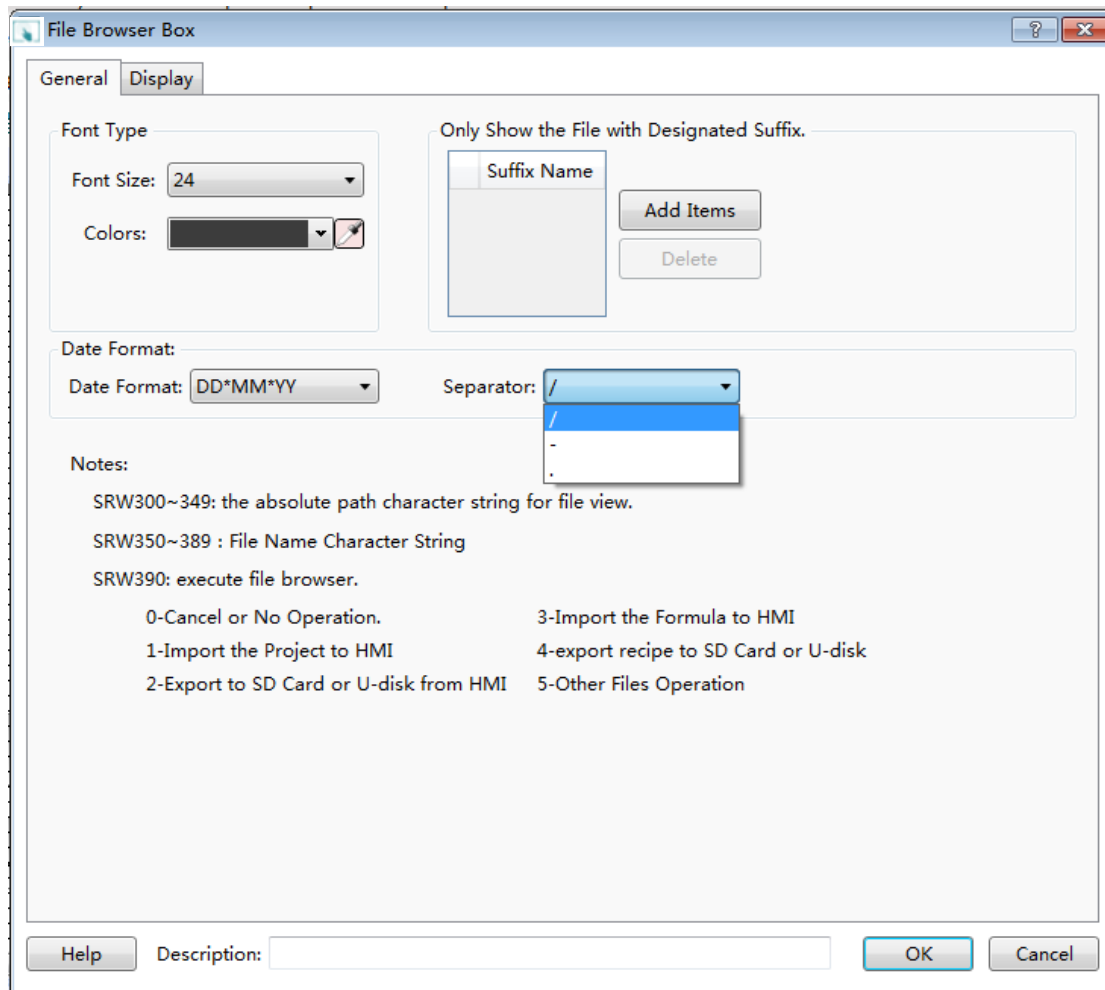 File Browser Box
General Display
Font Type
Only Show the File with Designated Suffix.
Font Size: 24
Suffix Name
Add Items
Colors:
Delete
Date Format:
Date Format: DD*MM*YY Separator: /
/
-
.
Notes:
SRW300~349: the absolute path character string for file view.
SRW350~389 : File Name Character String
SRW390: execute file browser.
0-Cancel or No Operation. 3-Import the Formula to HMI
1-Import the Project to HMI 4-export recipe to SD Card or U-disk
2-Export to SD Card or U-disk from HMI 5-Other Files Operation
Help Description: OK Cancel